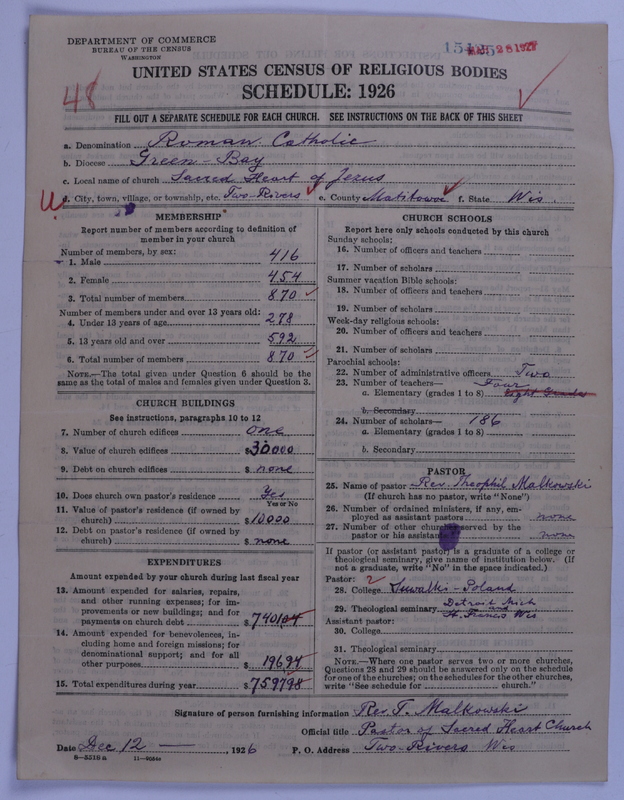 DEPARTMENT OF COMMERCE
BUREAU OF THE CENSUS
WASHINGTON
UNITED STATES CENSUS OF RELIGIOUS BODIES
SCHEDULE: 1926
48
FILL OUT A SEPARATE SCHEDULE FOR EACH CHURCH. SEE INSTRUCTIONS ON THE BACK OF THIS SHEET
a. Denomination Roman Catholic
b. Diocese Green-Bay
c. Local name of church Sacred Heart of Jezus
d. City, town, village, or township, etc. Two-Rivers e. County Matitowoc f. State Wis
MEMBERSHIP
Report number of members according to definition of
member in your church
Number of members, by sex:
1. Male 416
2. Female 454
3. Total number of members 870
Number of members under and over 13 years old:
4. Under 13 years of age 278
5. 13 years old and over 592
6. Total number of members 870
NOTE.—The total given under Question 6 should be the
same as the total of males and females given under Question 3.
CHURCH BUILDINGS
See instructions, paragraphs 10 to 12
7. Number of church edifices One
8. Value of church edifices $30000
9. Debt on church edifices $ none
10. Does church own pastor's residence Yes
Yes or No
11. Value of pastor's residence (if owned by
church) $10000
12. Debt on pastor's residence (if owned by
church) $ none
EXPENDITURES
Amount expended by your church during last fiscal year
13. Amount expended for salaries, repairs,
and other running expenses; for im-
provements or new buildings; and for
payments on church debt $ 740104
14. Amount expended for benevolences, in-
cluding home and foreign missions; for
denominational support; and for all
other purposes $ 19694
15. Total expenditures during year $ 759798
CHURCH SCHOOLS
Report here only schools conducted by this church
Sunday schools:
16. Number of officers and teachers
17. Number of scholars
Summer vacation Bible schools:
18. Number of officers and teachers
19. Number of scholars
Week-day religious schools:
20. Number of officers and teachers
21. Number of scholars
Parochial schools:
22. Number of administrative officers Two
23. Number of teachers— Four
a. Elementary (grades 1 to 8) Eight Grades
b. Secondary
24. Number of scholars— 186
a. Elementary (grades 1 to 8)
b. Secondary
PASTOR
25. Name of pastor Rev. Theophil Malkowski
(If church has no pastor, write "None")
26. Number of ordained ministers, if any, em-
ployed as assistant pastors none
27. Number of other churches served by the
pastor or his assistant none
If pastor (or assistant pastor) is a graduate of a college or
theological seminary, give name of institution below. (If
not a graduate, write "No" in the space indicated.)
Pastor: 2
28. College Suwalki-Poland
29. Theological seminary Detroit Mich
and
St. Francis Wis
Assistant pastor:
30. College
31. Theological seminary
NOTE.—Where one pastor serves two or more churches,
Questions 28 and 29 should be answered only on the schedule
for one of the churches; on the schedules for the other churches,
write "See schedule for church."
Signature of person furnishing information Rev. T. Malkowski
Official title Pastor of Sacred Heart Church
Date Dec 12 —, 1926 P. O. Address Two-Rivers Wis